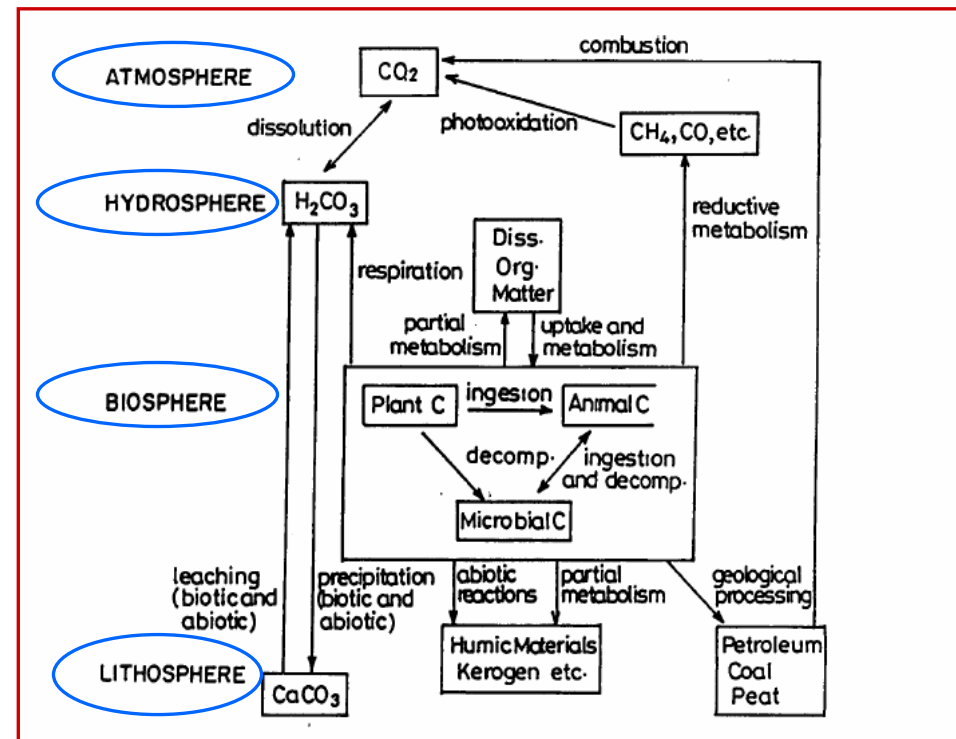 combustion
ATMOSPHERE
CO₂
dissolution
photooxidation
CH₄, CO, etc.
HYDROSPHERE
H₂CO₃
reductive
metabolism
Diss.
Org.
Matter
respiration
partial
metabolism
uptake and
metabolism
BIOSPHERE
Plant C
ingestion
Animal C
decomp.
ingestion
and decomp.
Microbial C
leaching
(biotic and
abiotic)
precipitation
(biotic and
abiotic)
abiotic
reactions
partial
metabolism
geological
processing
LITHOSPHERE
CaCO₃
Humic Materials
Kerogen etc.
Petroleum
Coal
Peat